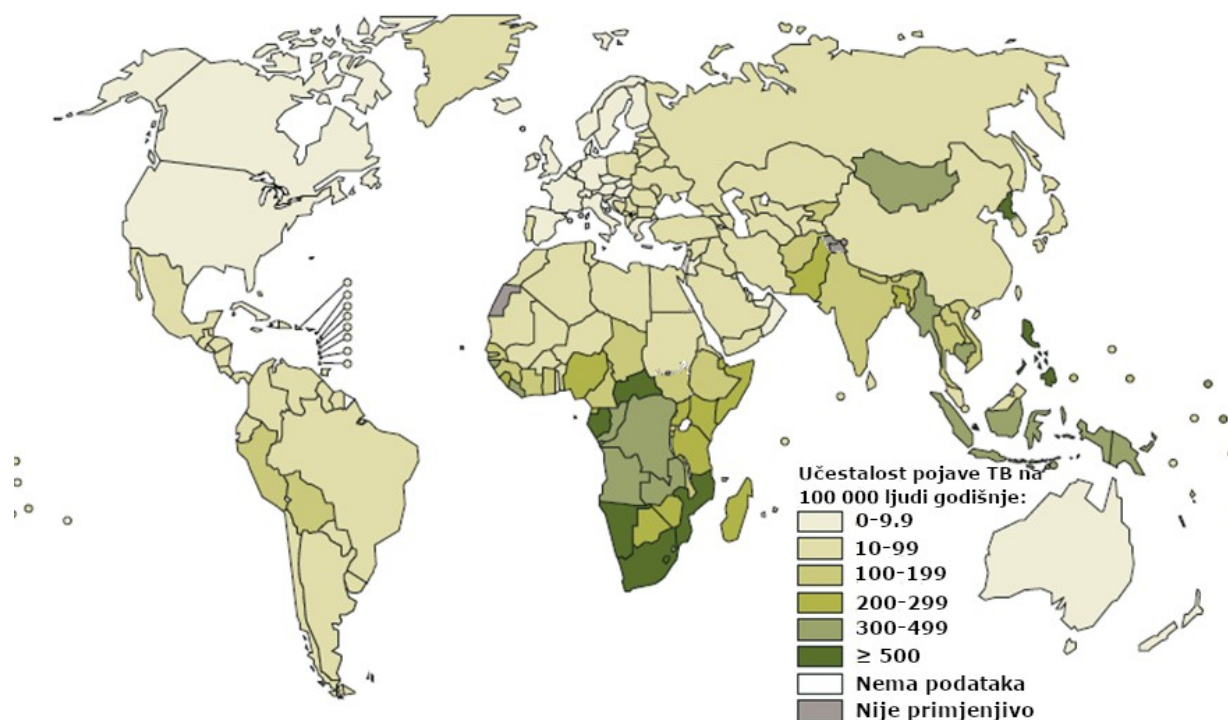 Učestalost pojave TB na
100 000 ljudi godišnje:
0-9.9
10-99
100-199
200-299
300-499
≥ 500
Nema podataka
Nije primjenjivo